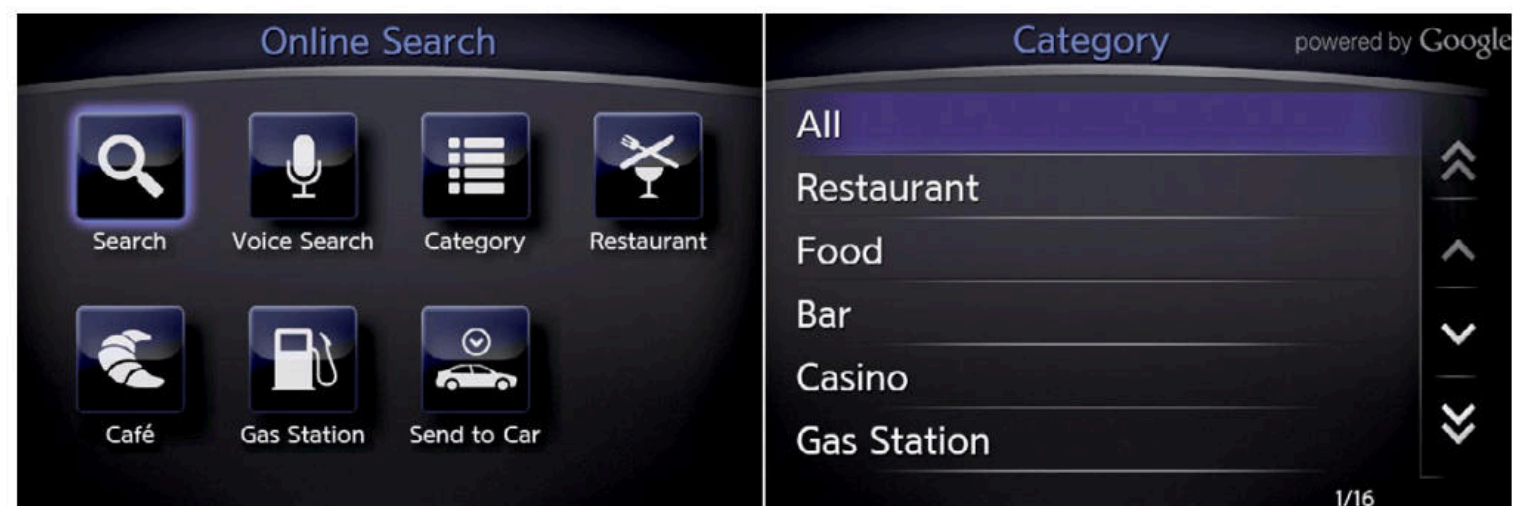 Online Search
Search
Voice Search
Category
Restaurant
Café
Gas Station
Send to Car
Category
powered by Google
All
Restaurant
Food
Bar
Casino
Gas Station
1/16